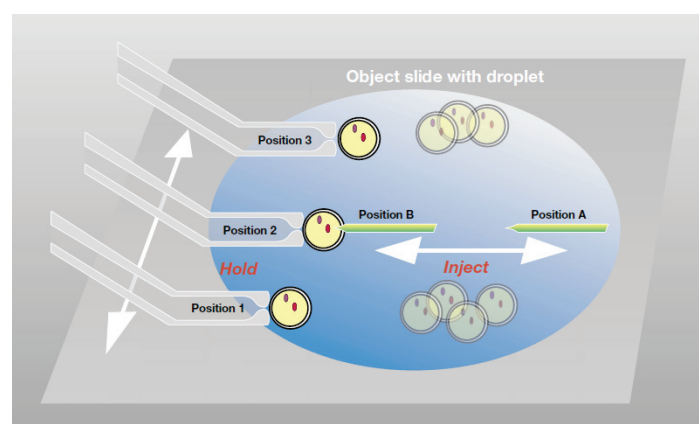 Object slide with droplet
Position 3
Position B
Position A
Position 2
Hold
Inject
Position 1